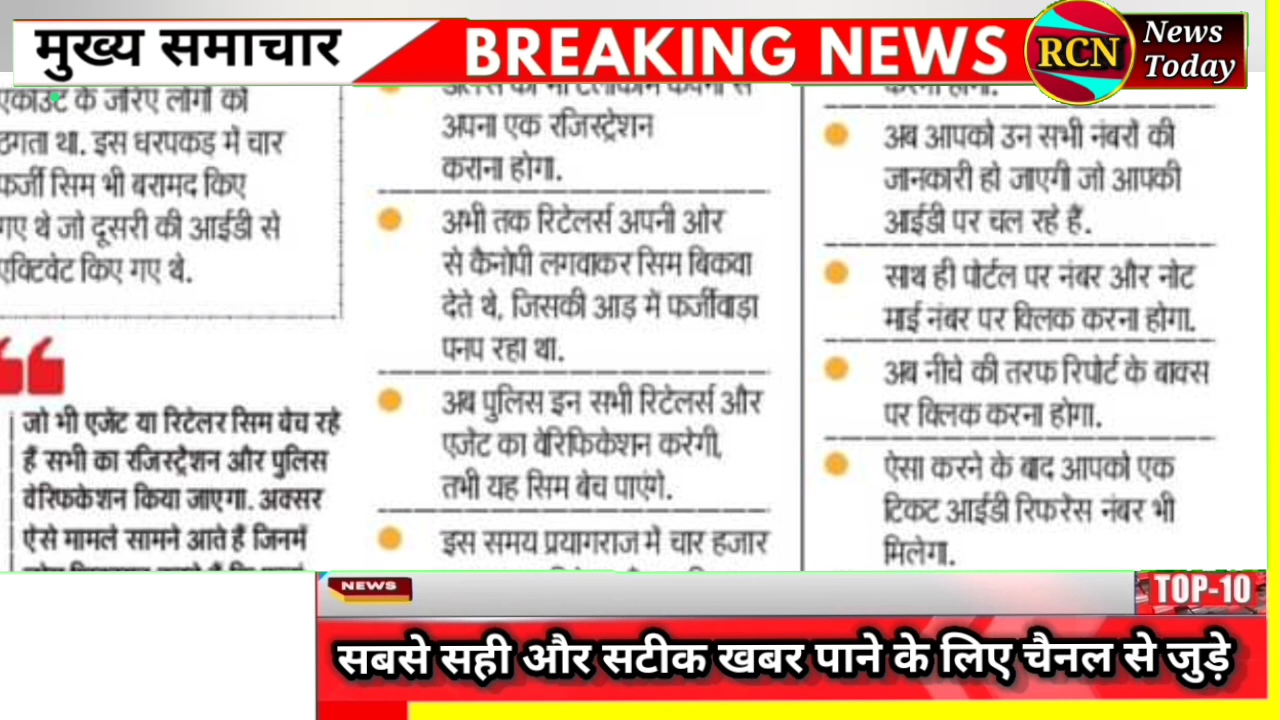 मुख्य समाचार
BREAKING NEWS
RCN
News
Today
एकाउंट के जरिए लोगों को
ठगता था. इस धरपकड़ में चार
फर्जी सिम भी बरामद किए
गए थे जो दूसरी की आईडी से
एक्टिवेट किए गए थे.
जो भी एजेंट या रिटेलर सिम बेच रहे
हैं सभी का रजिस्ट्रेशन और पुलिस
वेरिफकेशन किया जाएगा. अक्सर
ऐसे मामले सामने आते हैं जिनमें
अपना एक रजिस्ट्रेशन
कराना होगा.
अभी तक रिटेलर्स अपनी ओर
से कैनोपी लगवाकर सिम बिकवा
देते थे, जिसकी आड़ में फर्जीवाड़ा
पनप रहा था.
अब पुलिस इन सभी रिटेलर्स और
एजेंट का वेरिफिकेशन करेगी,
तभी यह सिम बेच पाएंगे.
इस समय प्रयागराज में चार हजार
करना होगा.
अब आपको उन सभी नंबरों की
जानकारी हो जाएगी जो आपकी
आईडी पर चल रहे हैं.
साथ ही पोर्टल पर नंबर और नोट
माई नंबर पर क्लिक करना होगा.
अब नीचे की तरफ रिपोर्ट के बाक्स
पर क्लिक करना होगा.
ऐसा करने के बाद आपको एक
टिकट आईडी रिफरेंस नंबर भी
मिलेगा.
NEWS
TOP-10
सबसे सही और सटीक खबर पाने के लिए चैनल से जुड़े